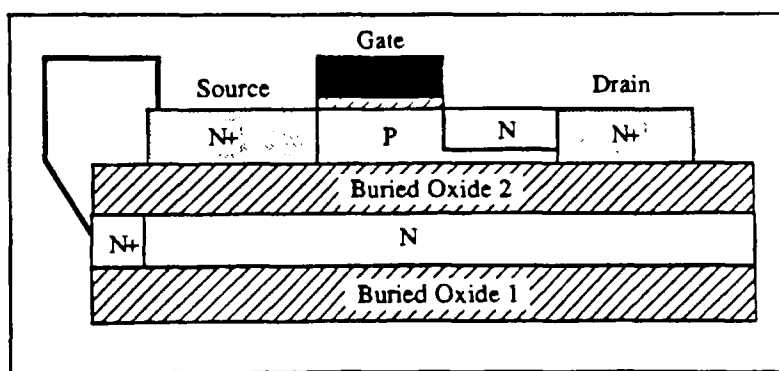 Gate
Source
Drain
N+
P
N
N+
Buried Oxide 2
N+
N
Buried Oxide 1